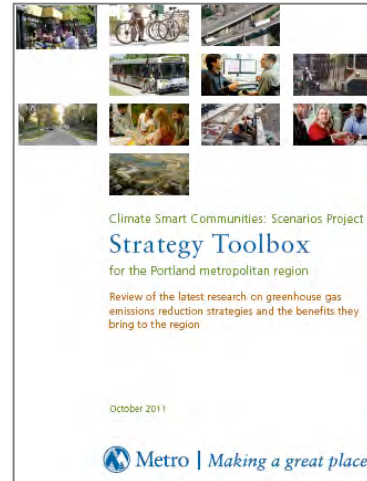 Climate Smart Communities: Scenarios Project
Strategy Toolbox
for the Portland metropolitan region
Review of the latest research on greenhouse gas
emissions reduction strategies and the benefits they
bring to the region
October 2011
Metro | Making a great place